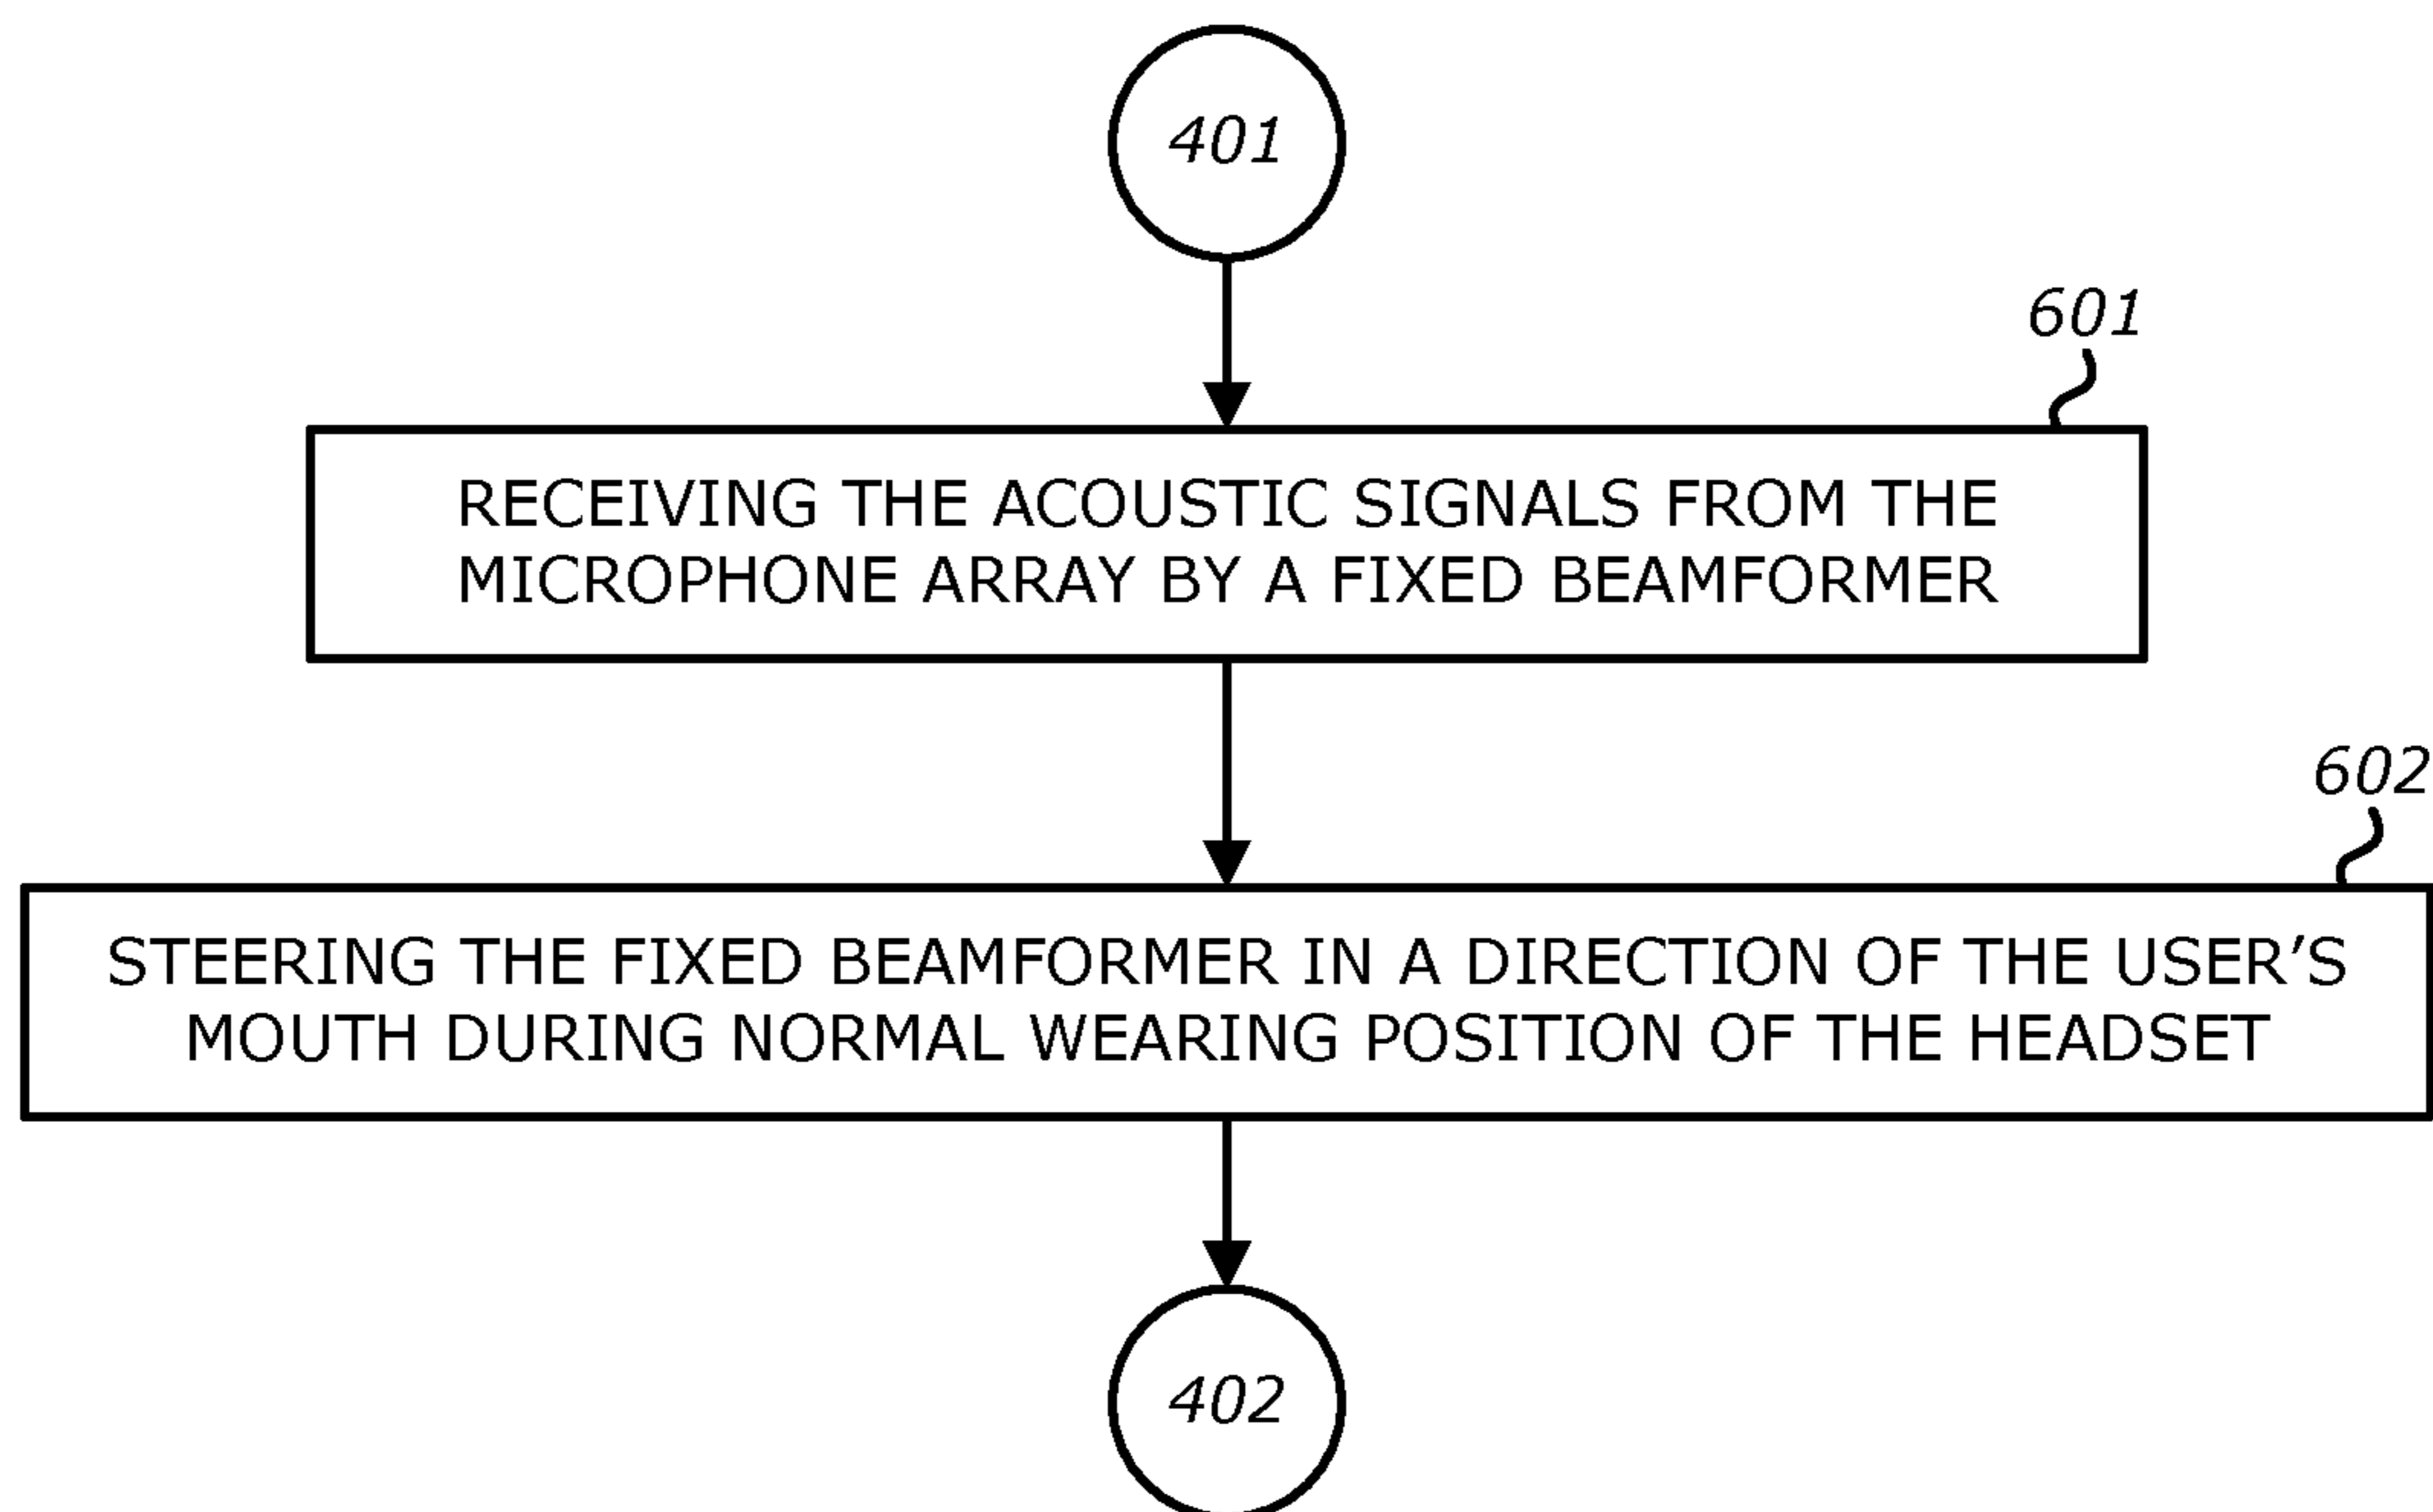 401
601
RECEIVING THE ACOUSTIC SIGNALS FROM THE
MICROPHONE ARRAY BY A FIXED BEAMFORMER
602
STEERING THE FIXED BEAMFORMER IN A DIRECTION OF THE USER’S
MOUTH DURING NORMAL WEARING POSITION OF THE HEADSET
402